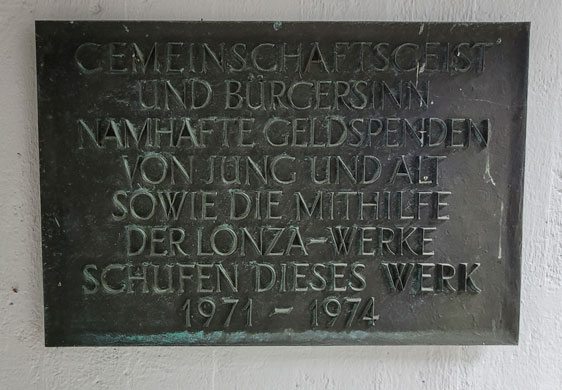 GEMEINSCHAFTSGEIST
UND BÜRGERSINN
NAMHAFTE GELDSPENDEN
VON JUNG UND ALT
SOWIE DIE MITHILFE
DER LONZA-WERKE
SCHUFEN DIESES WERK
1971 - 1974